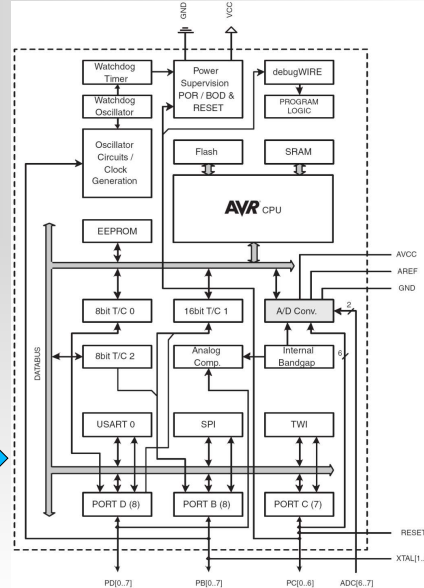 GND
VCC
Watchdog
Timer
Power
Supervision
POR / BOD &
RESET
debugWIRE
Watchdog
Oscillator
PROGRAM
LOGIC
Oscillator
Circuits /
Clock
Generation
Flash
SRAM
AVR CPU
EEPROM
AVCC
AREF
GND
8bit T/C 0
16bit T/C 1
A/D Conv.
2
8bit T/C 2
Analog
Comp.
Internal
Bandgap
6
DATABUS
USART 0
SPI
TWI
PORT D (8)
PORT B (8)
PORT C (7)
RESET
XTAL[1..
PD[0..7]
PB[0..7]
PC[0..6]
ADC[6..7]